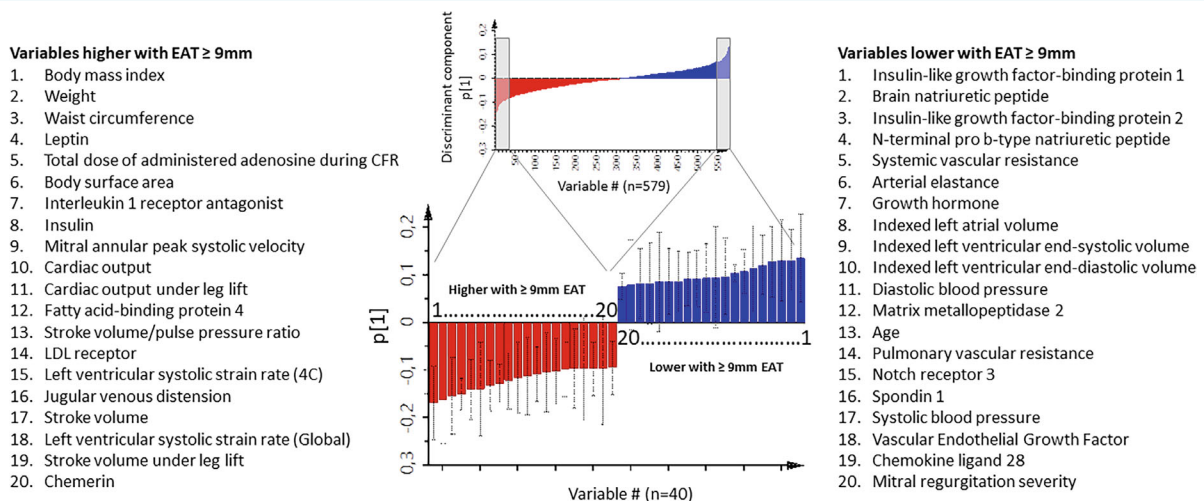 Variables higher with EAT ≥ 9mm
1. Body mass index
2. Weight
3. Waist circumference
4. Leptin
5. Total dose of administered adenosine during CFR
6. Body surface area
7. Interleukin 1 receptor antagonist
8. Insulin
9. Mitral annular peak systolic velocity
10. Cardiac output
11. Cardiac output under leg lift
12. Fatty acid-binding protein 4
13. Stroke volume/pulse pressure ratio
14. LDL receptor
15. Left ventricular systolic strain rate (4C)
16. Jugular venous distension
17. Stroke volume
18. Left ventricular systolic strain rate (Global)
19. Stroke volume under leg lift
20. Chemerin
Discriminant component
p[1]
0,2
0,1
0
-0,1
-0,2
0,3
500
1000
1500
2000
2500
3000
3500
4000
4500
5000
550
Variable # (n=579)
p[1]
0,2
0,1
0
-0,1
-0,2
0,3
Higher with ≥ 9mm EAT
1........................20
20........................1
Lower with ≥ 9mm EAT
Variable # (n=40)
Variables lower with EAT ≥ 9mm
1. Insulin-like growth factor-binding protein 1
2. Brain natriuretic peptide
3. Insulin-like growth factor-binding protein 2
4. N-terminal pro b-type natriuretic peptide
5. Systemic vascular resistance
6. Arterial elastance
7. Growth hormone
8. Indexed left atrial volume
9. Indexed left ventricular end-systolic volume
10. Indexed left ventricular end-diastolic volume
11. Diastolic blood pressure
12. Matrix metallopeptidase 2
13. Age
14. Pulmonary vascular resistance
15. Notch receptor 3
16. Spondin 1
17. Systolic blood pressure
18. Vascular Endothelial Growth Factor
19. Chemokine ligand 28
20. Mitral regurgitation severity